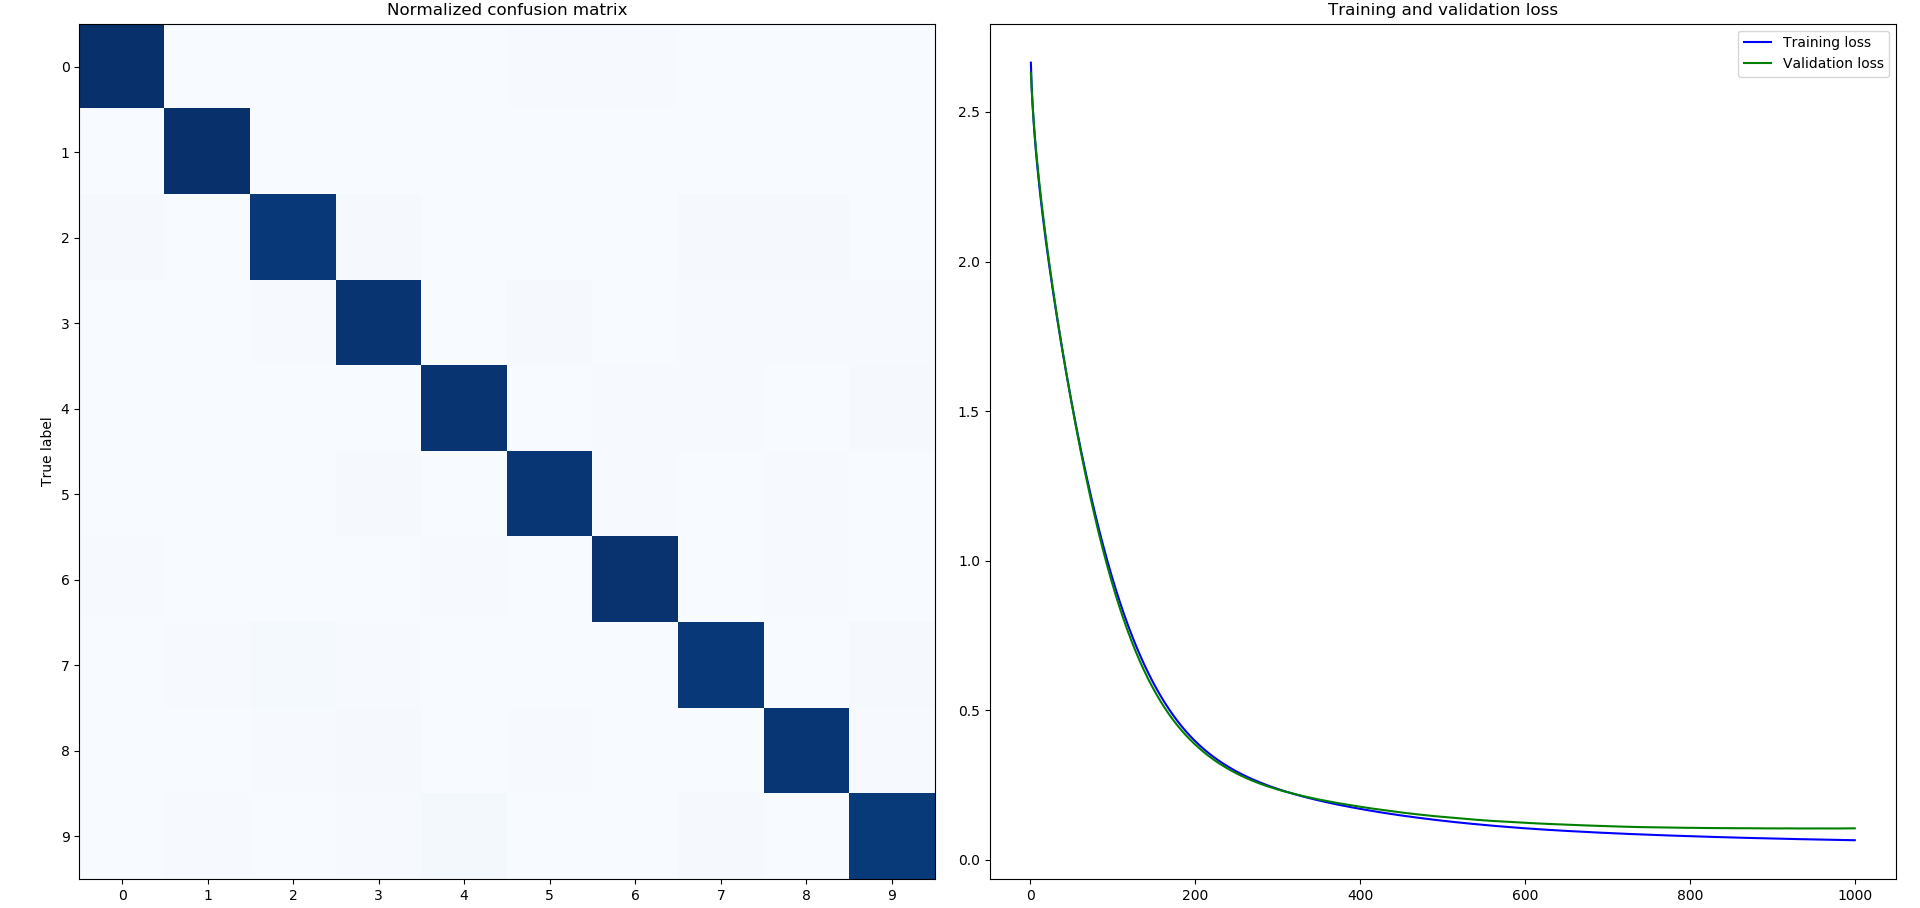 Normalized confusion matrix
True label
0
1
2
3
4
5
6
7
8
9
0 1 2 3 4 5 6 7 8 9
Training and validation loss
Training loss
Validation loss
2.5
2.0
1.5
1.0
0.5
0.0
0 200 400 600 800 1000